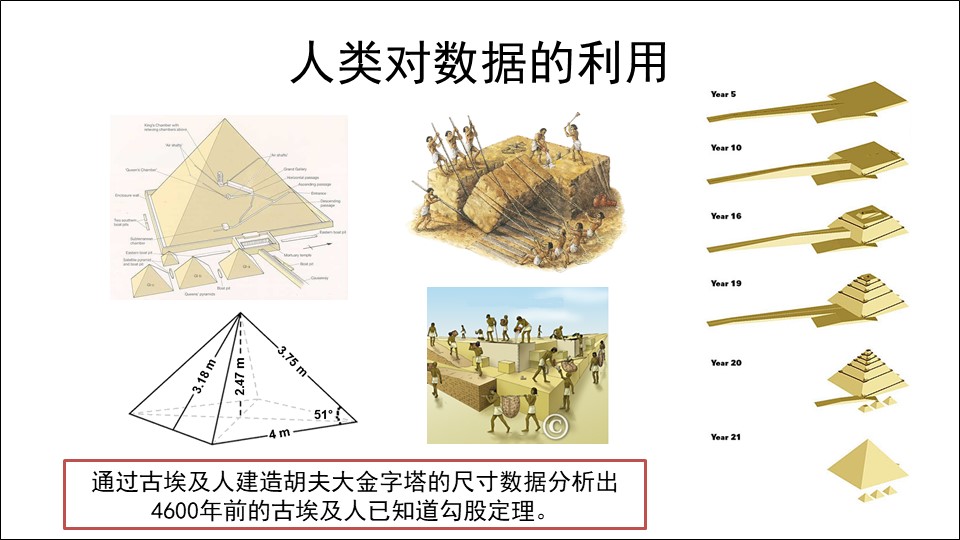 人类对数据的利用
King's Chamber with
relieving chambers above
Air shafts
Air shafts
'Queen's Chamber'
Grand Gallery
Horizontal passage
Ascending passage
Entrance
Descending
passage
Enclosure wall
Two southern
boat pits
Subterranean
chamber
Eastern boat pit
Eastern boat pit
Satellite pyramid
and boat pit
Mortuary temple
Boat pit
Boat pit
Queens' pyramids
Causeway
3.18 m
2.47 m
3.75 m
51°
4 m
©
Year 5
Year 10
Year 16
Year 19
Year 20
Year 21
通过古埃及人建造胡夫大金字塔的尺寸数据分析出
4600年前的古埃及人已知道勾股定理。